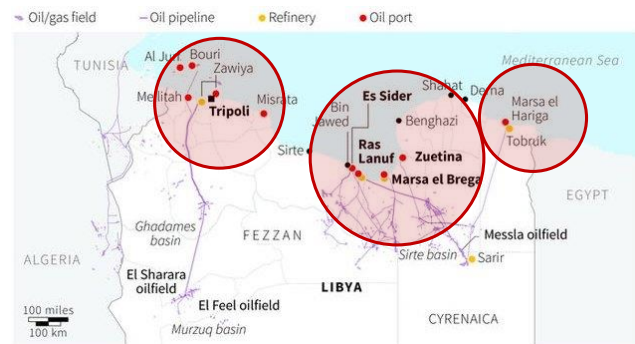 Oil/gas field
Oil pipeline
Refinery
Oil port
Mediterranean Sea
TUNISIA
Al Jurf
Bouri
Zawiya
Mellitah
Tripoli
Misrata
Sirte
Bin
Jawed
Es Sider
Ras
Lanuf
Benghazi
Zuetina
Marsa el Brega
Shahat
Derna
Marsa el
Hariga
Tobruk
EGYPT
Ghadames
basin
FEZZAN
Messla oilfield
Sirte basin
Sarir
ALGERIA
El Sharara
oilfield
El Feel oilfield
LIBYA
CYRENAICA
Murzuq basin
100 miles
100 km